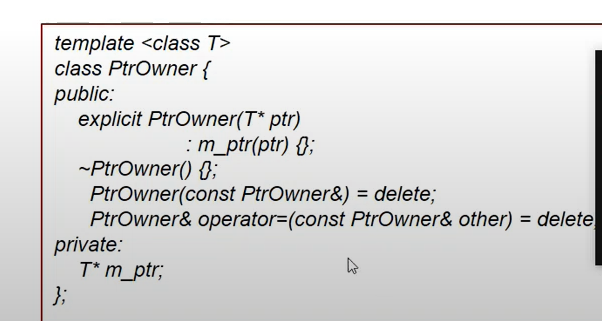 template <class T>
class PtrOwner {
public:
explicit PtrOwner(T* ptr)
: m_ptr(ptr) {};
~PtrOwner() {};
PtrOwner(const PtrOwner&) = delete;
PtrOwner& operator=(const PtrOwner& other) = delete;
private:
T* m_ptr;
};